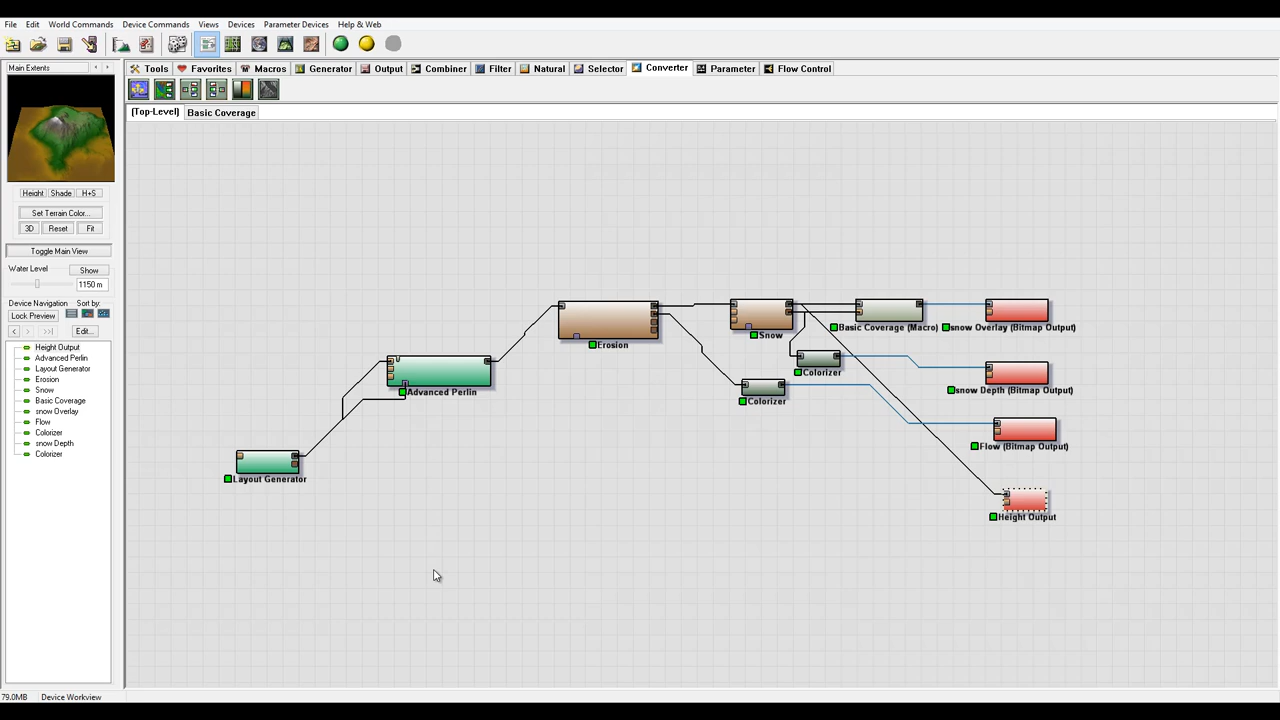 File Edit World Commands Device Commands Views Devices Parameter Devices Help & Web
Main Extents
Tools Favorites Macros Generator Output Combiner Filter Natural Selector Converter Parameter Flow Control
(Top-Level) Basic Coverage
Height Shade H+S
Set Terrain Color...
3D Reset Fit
Toggle Main View
Water Level Show
1150 m
Device Navigation Sort by:
Lock Preview
< > >>| Edit...
Height Output
Advanced Perlin
Layout Generator
Erosion
Snow
Basic Coverage
snow Overlay
Flow
Colorizer
snow Depth
Colorizer
Basic Coverage (Macro) snow Overlay (Bitmap Output)
Snow
Erosion
Colorizer
Advanced Perlin
snow Depth (Bitmap Output)
Colorizer
Flow (Bitmap Output)
Layout Generator
Height Output
79.0MB Device Workview